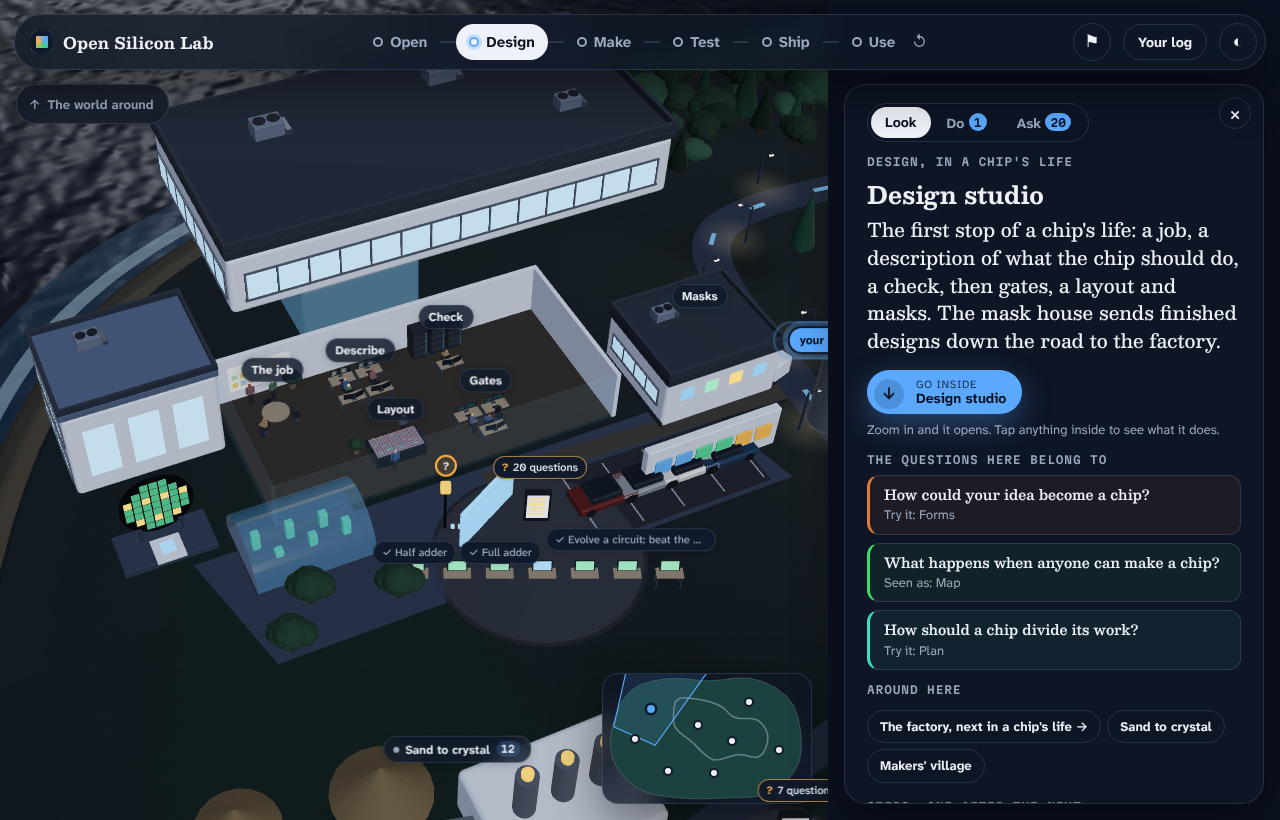 Open Silicon Lab
Open
Design
Make
Test
Ship
Use
Your log
↑ The world around
Masks
Check
your
Describe
The job
Gates
Layout
?
? 20 questions
✓ Evolve a circuit: beat the ...
✓ Half adder
✓ Full adder
Sand to crystal 12
? 7 question
Look
Do 1
Ask 20
DESIGN, IN A CHIP'S LIFE
Design studio
The first stop of a chip's life: a job, a
description of what the chip should do,
a check, then gates, a layout and
masks. The mask house sends finished
designs down the road to the factory.
GO INSIDE
Design studio
Zoom in and it opens. Tap anything inside to see what it does.
THE QUESTIONS HERE BELONG TO
How could your idea become a chip?
Try it: Forms
What happens when anyone can make a chip?
Seen as: Map
How should a chip divide its work?
Try it: Plan
AROUND HERE
The factory, next in a chip's life →
Sand to crystal
Makers' village